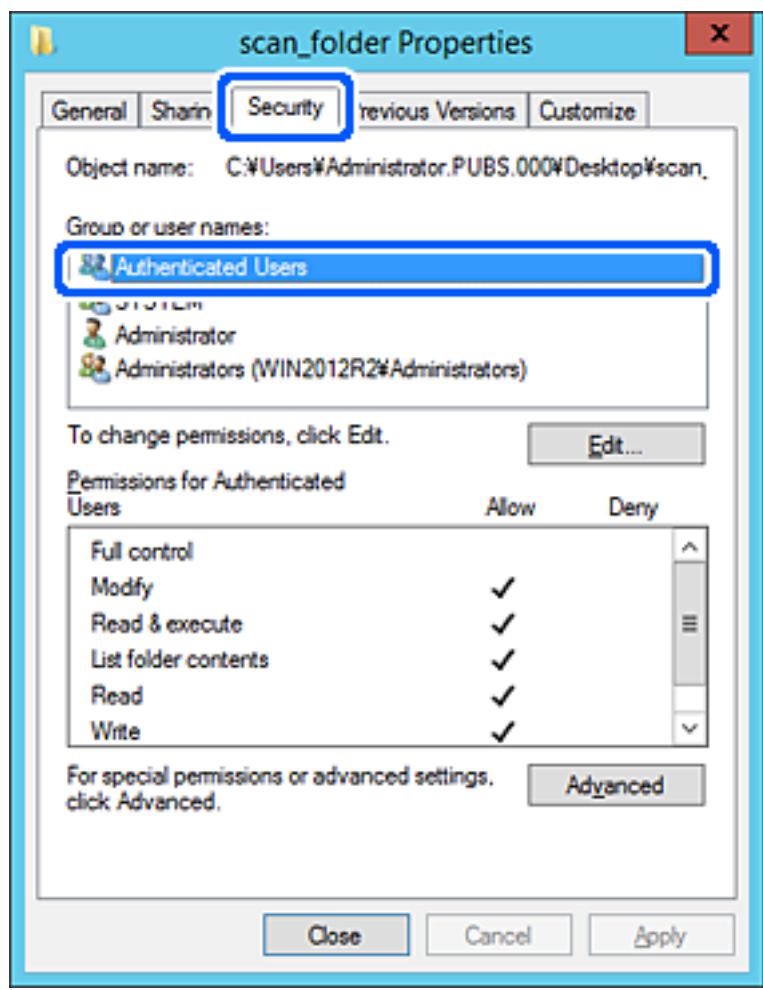 scan_folder Properties
x
General Security Previous Versions Customize
Object name: C:¥Users¥Administrator.PUBS.000¥Desktop¥scan_
Group or user names:
Authenticated Users
SYSTEM
Administrator
Administrators (WIN2012R2¥Administrators)
To change permissions, click Edit.
Edit...
Permissions for Authenticated
Users Allow Deny
Full control
Modify
Read & execute
List folder contents
Read
Write
For special permissions or advanced settings,
click Advanced.
Advanced
Close Cancel Apply